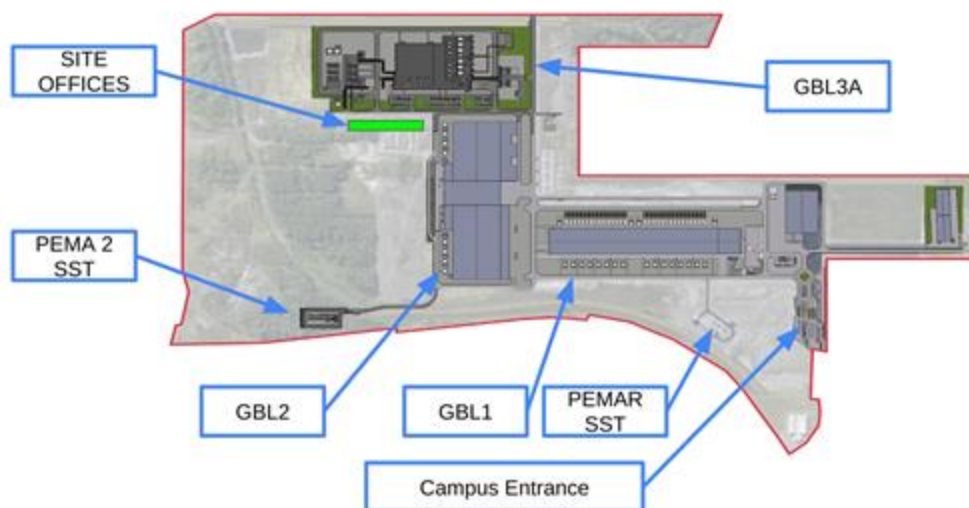 SITE
OFFICES
GBL3A
PEMA 2
SST
GBL2
GBL1
PEMAR
SST
Campus Entrance